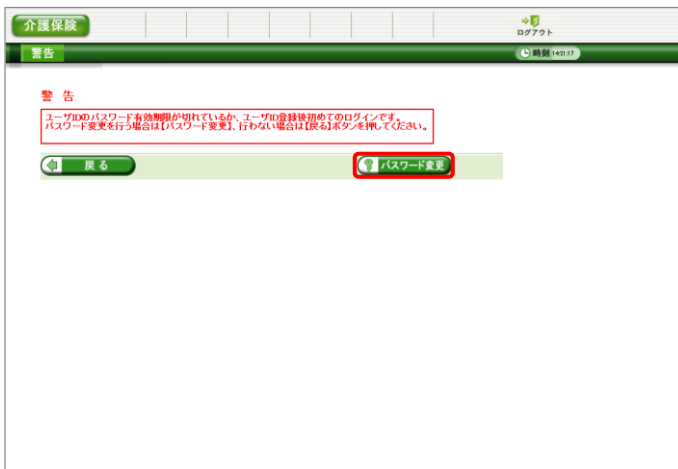 介護保険
ログアウト
警告
時刻 14:21:17
警 告
ユーザIDのパスワード有効期限が切れているか、ユーザID登録後初めてのログインです。
パスワード変更を行う場合は【パスワード変更】、行わない場合は【戻る】ボタンを押してください。
戻 る
パスワード変更